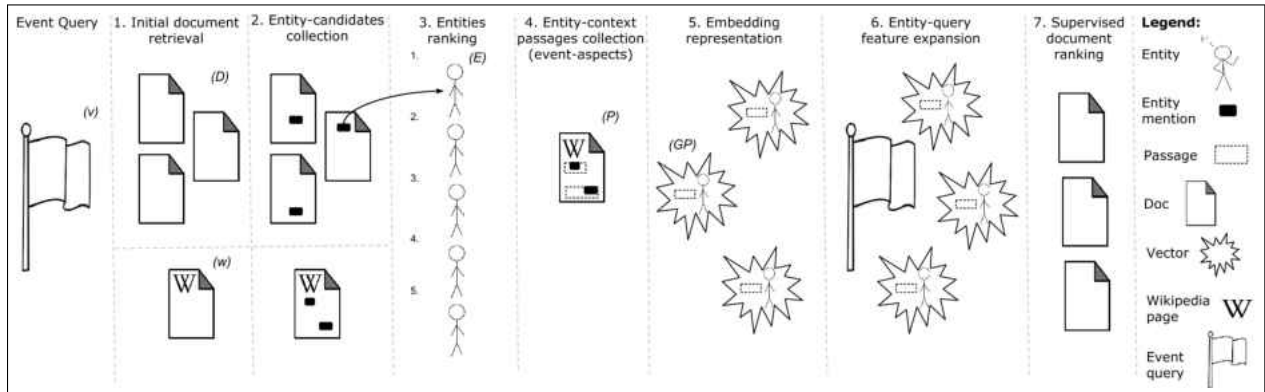 Event Query
(v)
1. Initial document
retrieval
(D)
W
(w)
2. Entity-candidates
collection
W
3. Entities
ranking
1.
(E)
2.
3.
4.
5.
4. Entity-context
passages collection
(event-aspects)
(P)
W
5. Embedding
representation
(GP)
6. Entity-query
feature expansion
7. Supervised
document
ranking
Legend:
Entity
Entity
mention
Passage
Doc
Vector
Wikipedia
page
W
Event
query